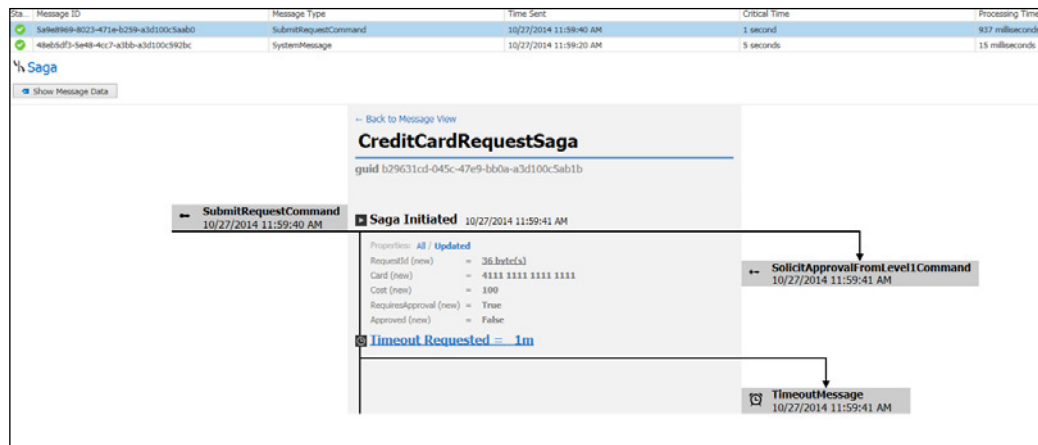 Sta... Message ID Message Type Time Sent Critical Time Processing Time
5a9e8969-8023-471e-b259-a3d100c5aab0 SubmitRequestCommand 10/27/2014 11:59:40 AM 1 second 937 milliseconds
48eb5df3-5e48-4cc7-a3bb-a3d100c592bc SystemMessage 10/27/2014 11:59:20 AM 5 seconds 15 milliseconds
Saga
Show Message Data
← Back to Message View
CreditCardRequestSaga
guid b29631cd-045c-47e9-bb0a-a3d100c5ab1b
SubmitRequestCommand
10/27/2014 11:59:40 AM
Saga Initiated 10/27/2014 11:59:41 AM
Properties: All / Updated
RequestId (new) = 36 byte(s)
Card (new) = 4111 1111 1111 1111
Cost (new) = 100
RequiresApproval (new) = True
Approved (new) = False
SolicitApprovalFromLevel1Command
10/27/2014 11:59:41 AM
Timeout Requested = 1m
TimeoutMessage
10/27/2014 11:59:41 AM